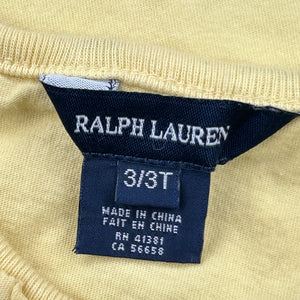 RALPH LAUREN
3/3T
MADE IN CHINA
FAIT EN CHINE
RN 41381
CA 56658